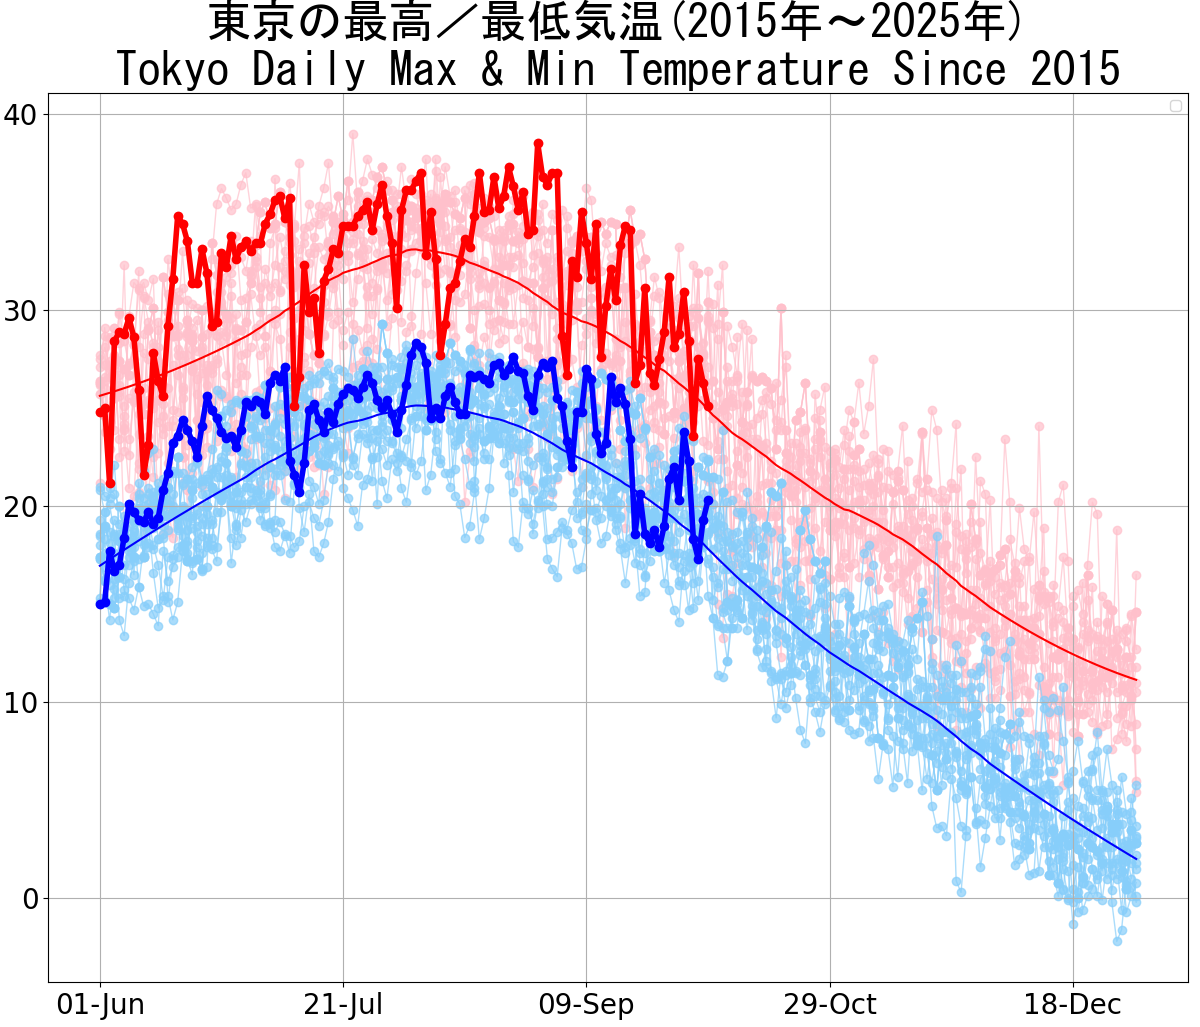 東京の最高／最低気温(2015年～2025年)
Tokyo Daily Max & Min Temperature Since 2015
40
30
20
10
0
01-Jun 21-Jul 09-Sep 29-Oct 18-Dec